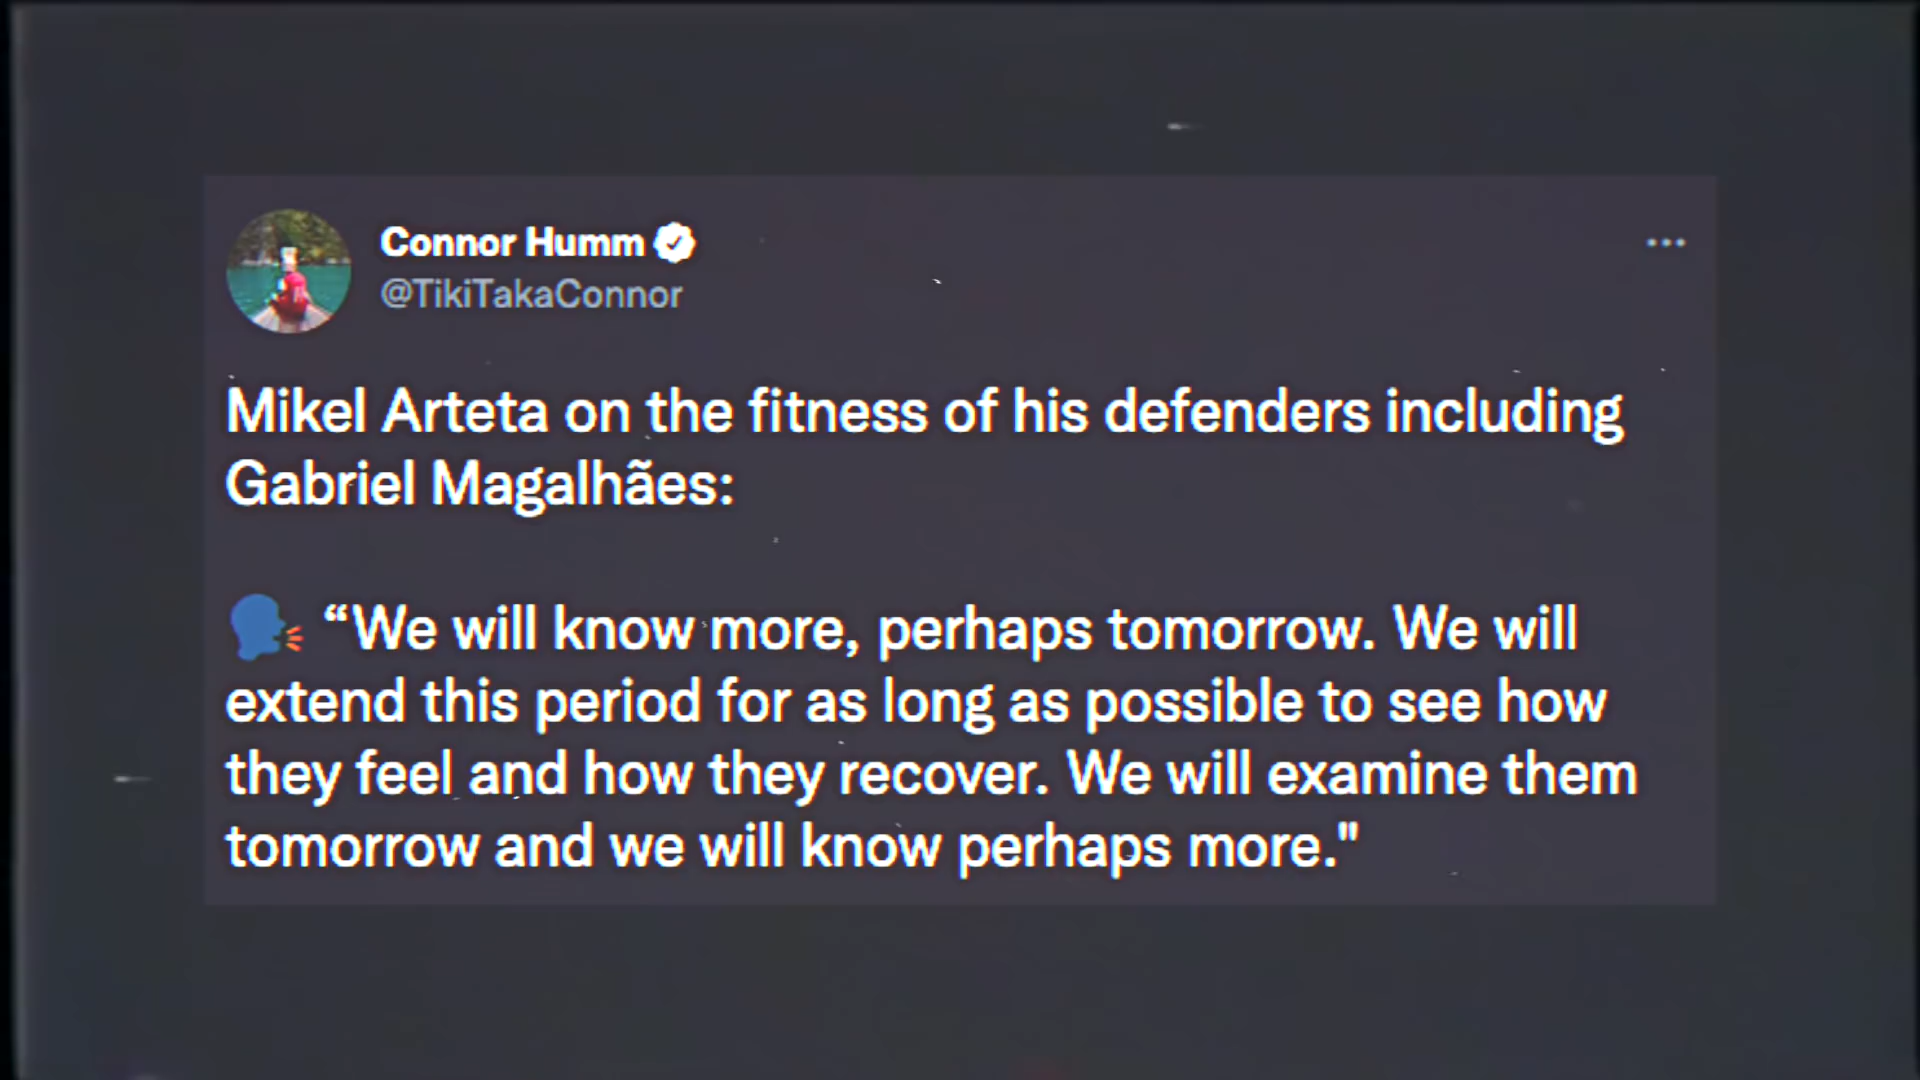 Connor Humm
@TikiTakaConnor
Mikel Arteta on the fitness of his defenders including
Gabriel Magalhães:
🗣️ “We will know more, perhaps tomorrow. We will
extend this period for as long as possible to see how
they feel and how they recover. We will examine them
tomorrow and we will know perhaps more."